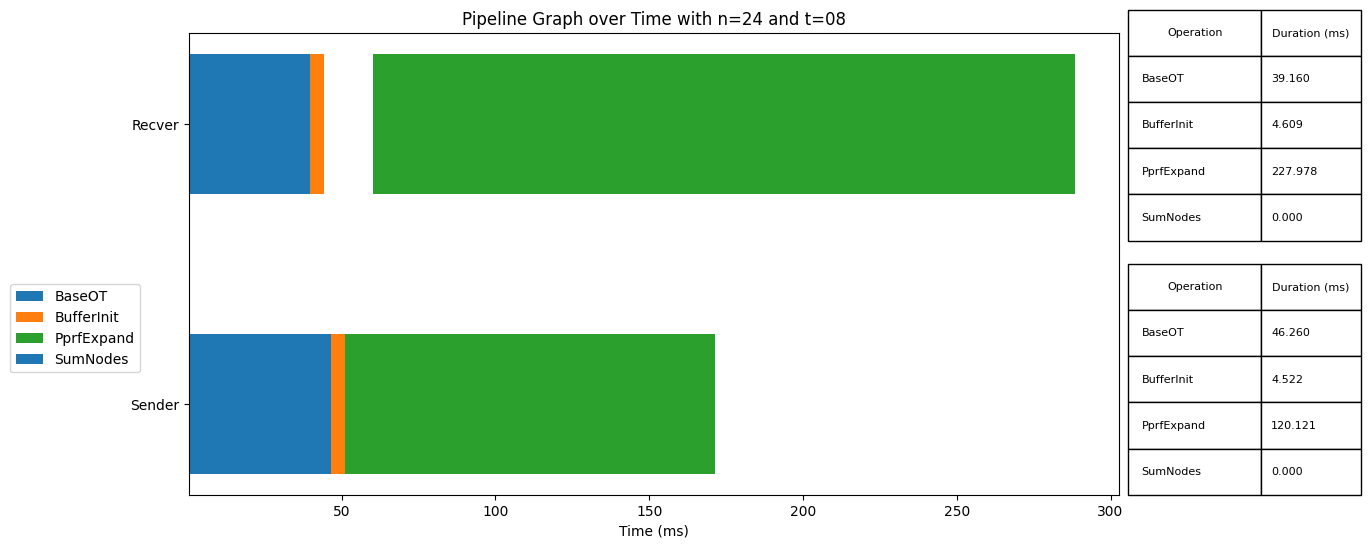 Pipeline Graph over Time with n=24 and t=08
Recver
Sender
50 100 150 200 250 300
Time (ms)
BaseOT
BufferInit
PprfExpand
SumNodes
Operation Duration (ms)
BaseOT 39.160
BufferInit 4.609
PprfExpand 227.978
SumNodes 0.000
Operation Duration (ms)
BaseOT 46.260
BufferInit 4.522
PprfExpand 120.121
SumNodes 0.000